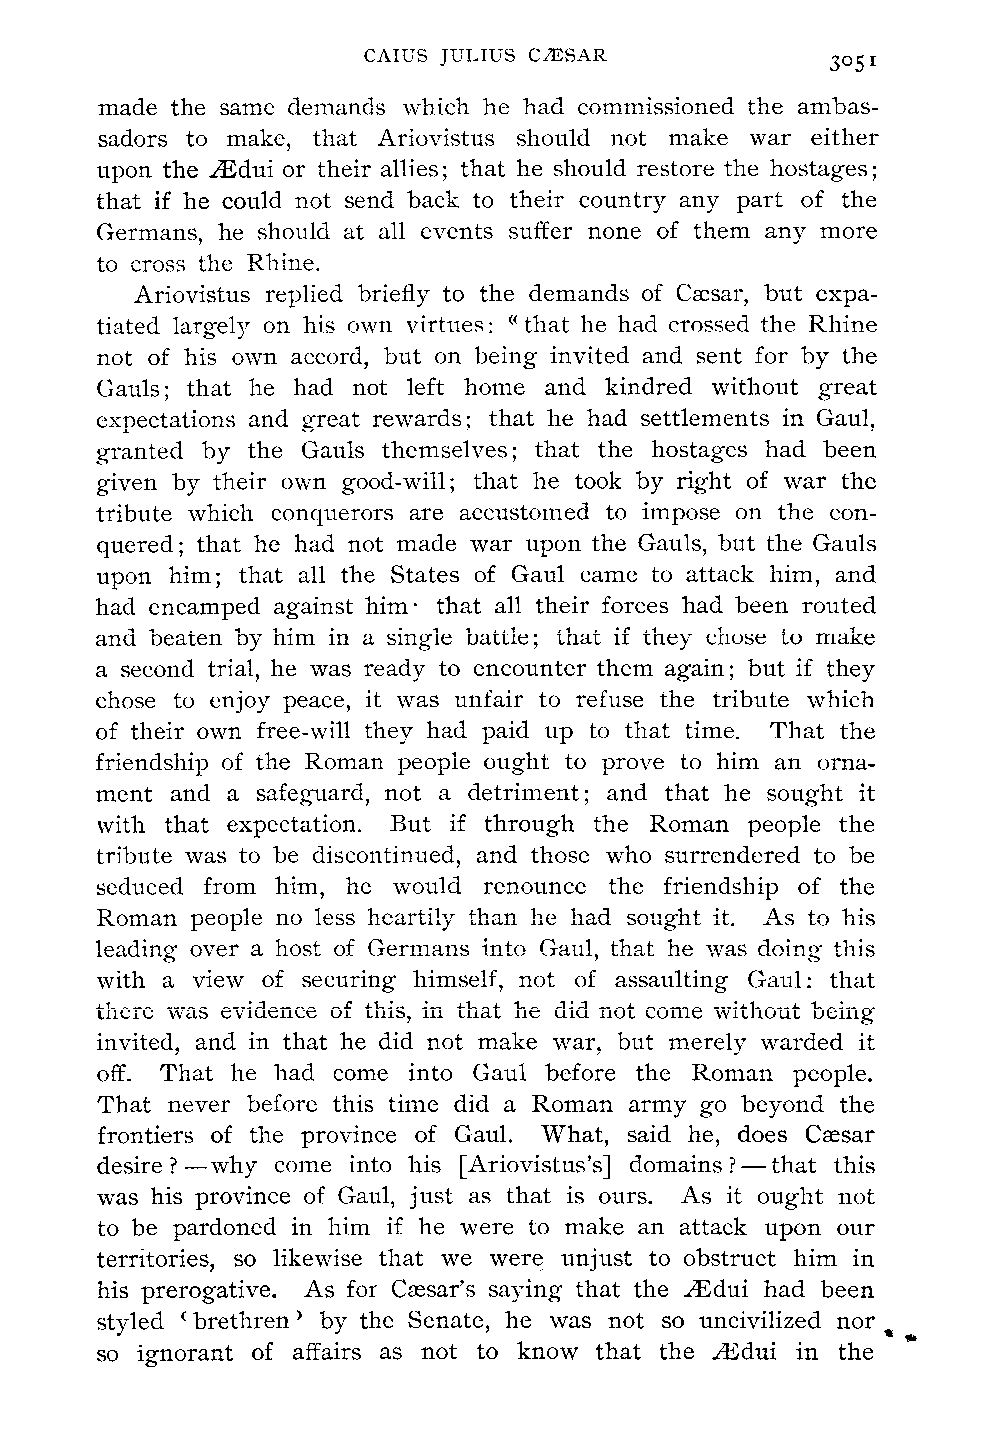 CAIUS JULIUS CÆSAR 3051
made the same demands which he had commissioned the ambas-
sadors to make, that Ariovistus should not make war either
upon the Ædui or their allies; that he should restore the hostages;
that if he could not send back to their country any part of the
Germans, he should at all events suffer none of them any more
to cross the Rhine.
Ariovistus replied briefly to the demands of Cæsar, but expa-
tiated largely on his own virtues: “that he had crossed the Rhine
not of his own accord, but on being invited and sent for by the
Gauls; that he had not left home and kindred without great
expectations and great rewards; that he had settlements in Gaul,
granted by the Gauls themselves; that the hostages had been
given by their own good-will; that he took by right of war the
tribute which conquerors are accustomed to impose on the con-
quered; that he had not made war upon the Gauls, but the Gauls
upon him; that all the States of Gaul came to attack him, and
had encamped against him· that all their forces had been routed
and beaten by him in a single battle; that if they chose to make
a second trial, he was ready to encounter them again; but if they
chose to enjoy peace, it was unfair to refuse the tribute which
of their own free-will they had paid up to that time. That the
friendship of the Roman people ought to prove to him an orna-
ment and a safeguard, not a detriment; and that he sought it
with that expectation. But if through the Roman people the
tribute was to be discontinued, and those who surrendered to be
seduced from him, he would renounce the friendship of the
Roman people no less heartily than he had sought it. As to his
leading over a host of Germans into Gaul, that he was doing this
with a view of securing himself, not of assaulting Gaul: that
there was evidence of this, in that he did not come without being
invited, and in that he did not make war, but merely warded it
off. That he had come into Gaul before the Roman people.
That never before this time did a Roman army go beyond the
frontiers of the province of Gaul. What, said he, does Cæsar
desire?—why come into his [Ariovistus's] domains?—that this
was his province of Gaul, just as that is ours. As it ought not
to be pardoned in him if he were to make an attack upon our
territories, so likewise that we were unjust to obstruct him in
his prerogative. As for Cæsar's saying that the Ædui had been
styled ‘brethren’ by the Senate, he was not so uncivilized nor
so ignorant of affairs as not to know that the Ædui in the